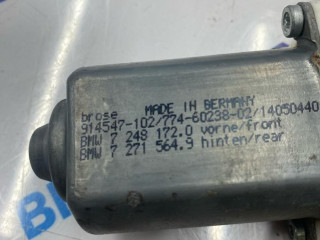 MADE IN GERMANY
brose
914547-102/774-60238-02/14050440
BMW 7 248 172.0 vorne/front
BMW 7 271 564.9 hinten/rear